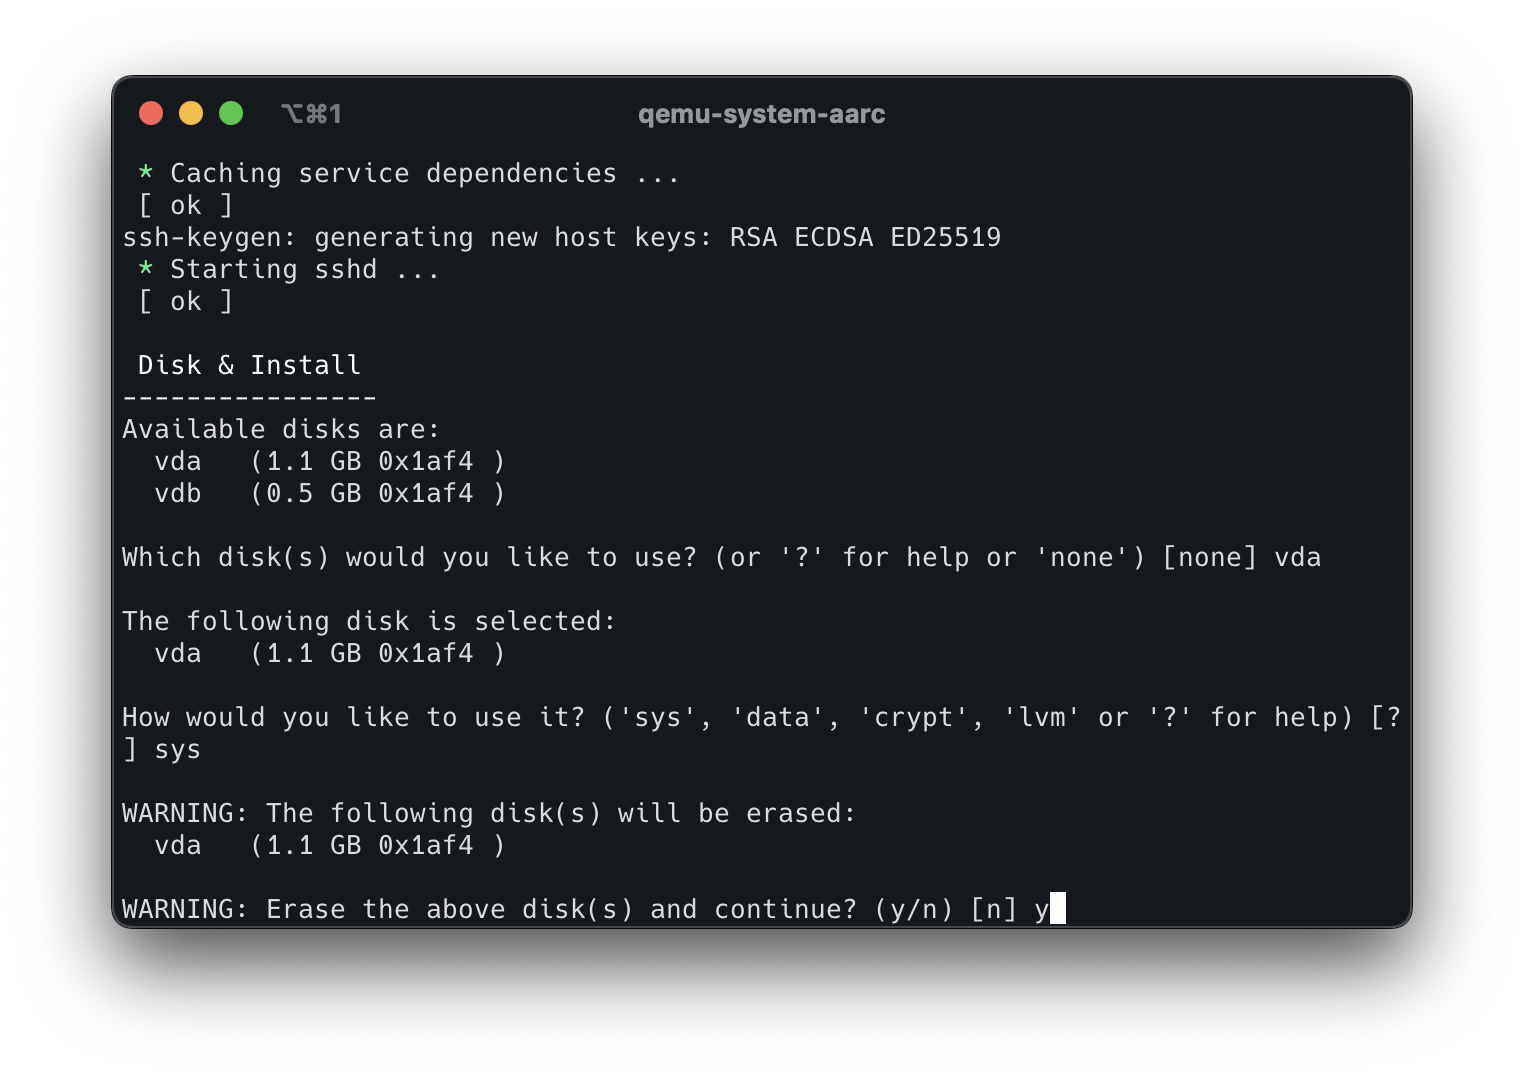 ⌥⌘1
qemu-system-aarc
* Caching service dependencies ...
[ ok ]
ssh-keygen: generating new host keys: RSA ECDSA ED25519
* Starting sshd ...
[ ok ]
Disk & Install
----------------
Available disks are:
vda (1.1 GB 0x1af4 )
vdb (0.5 GB 0x1af4 )
Which disk(s) would you like to use? (or '?' for help or 'none') [none] vda
The following disk is selected:
vda (1.1 GB 0x1af4 )
How would you like to use it? ('sys', 'data', 'crypt', 'lvm' or '?' for help) [?
] sys
WARNING: The following disk(s) will be erased:
vda (1.1 GB 0x1af4 )
WARNING: Erase the above disk(s) and continue? (y/n) [n] y